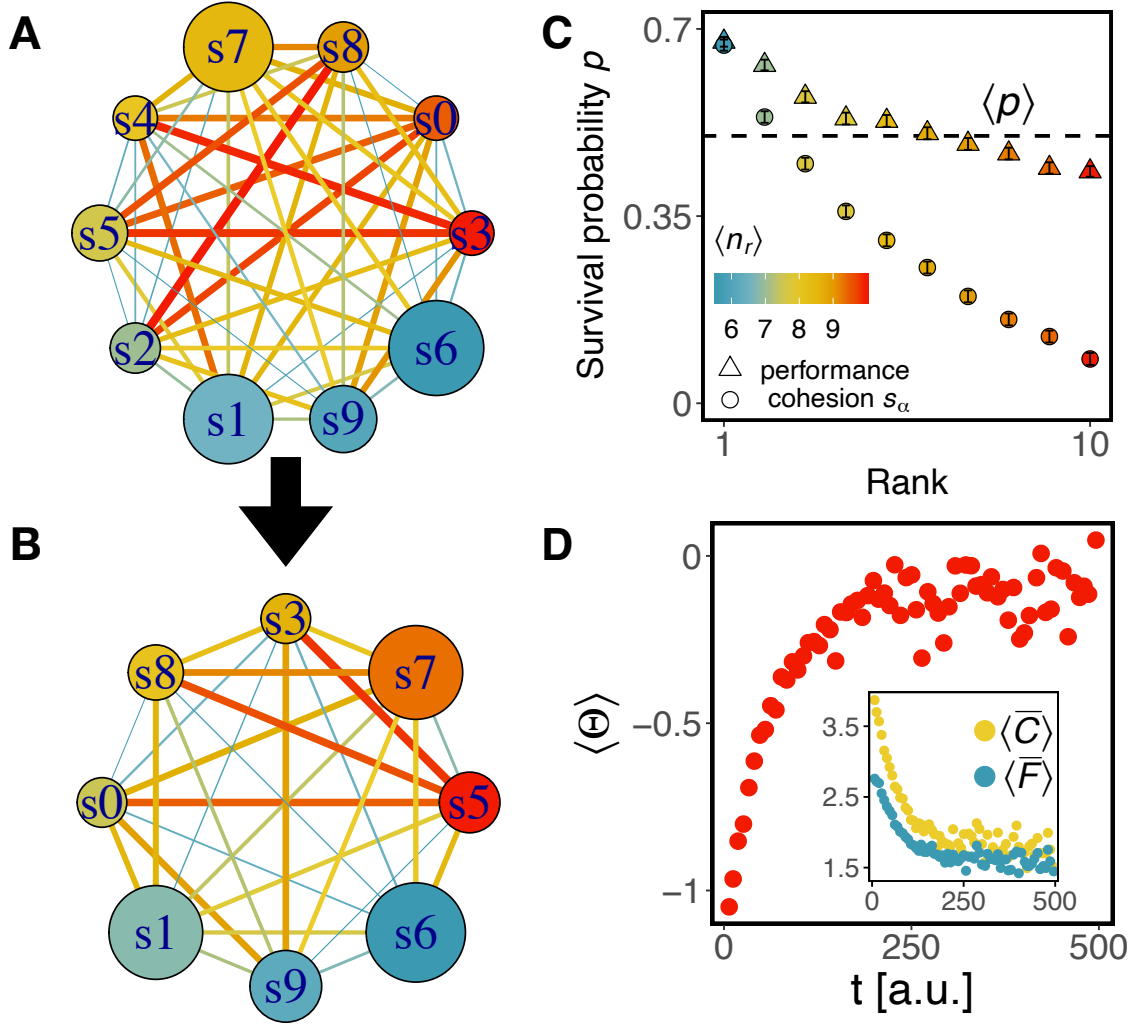 A
s7
s8
s4
s0
s5
s3
s2
s6
s1
s9
B
s3
s8
s7
s0
s5
s1
s6
s9
C
0.7
0.35
0
Survival probability p
⟨p⟩
⟨n_r⟩
6 7 8 9
performance
cohesion s_α
1 10
Rank
D
0
−0.5
−1
⟨Θ⟩
3.5
2.5
1.5
⟨C̅⟩
⟨F̅⟩
0 250 500
0 250 500
t [a.u.]